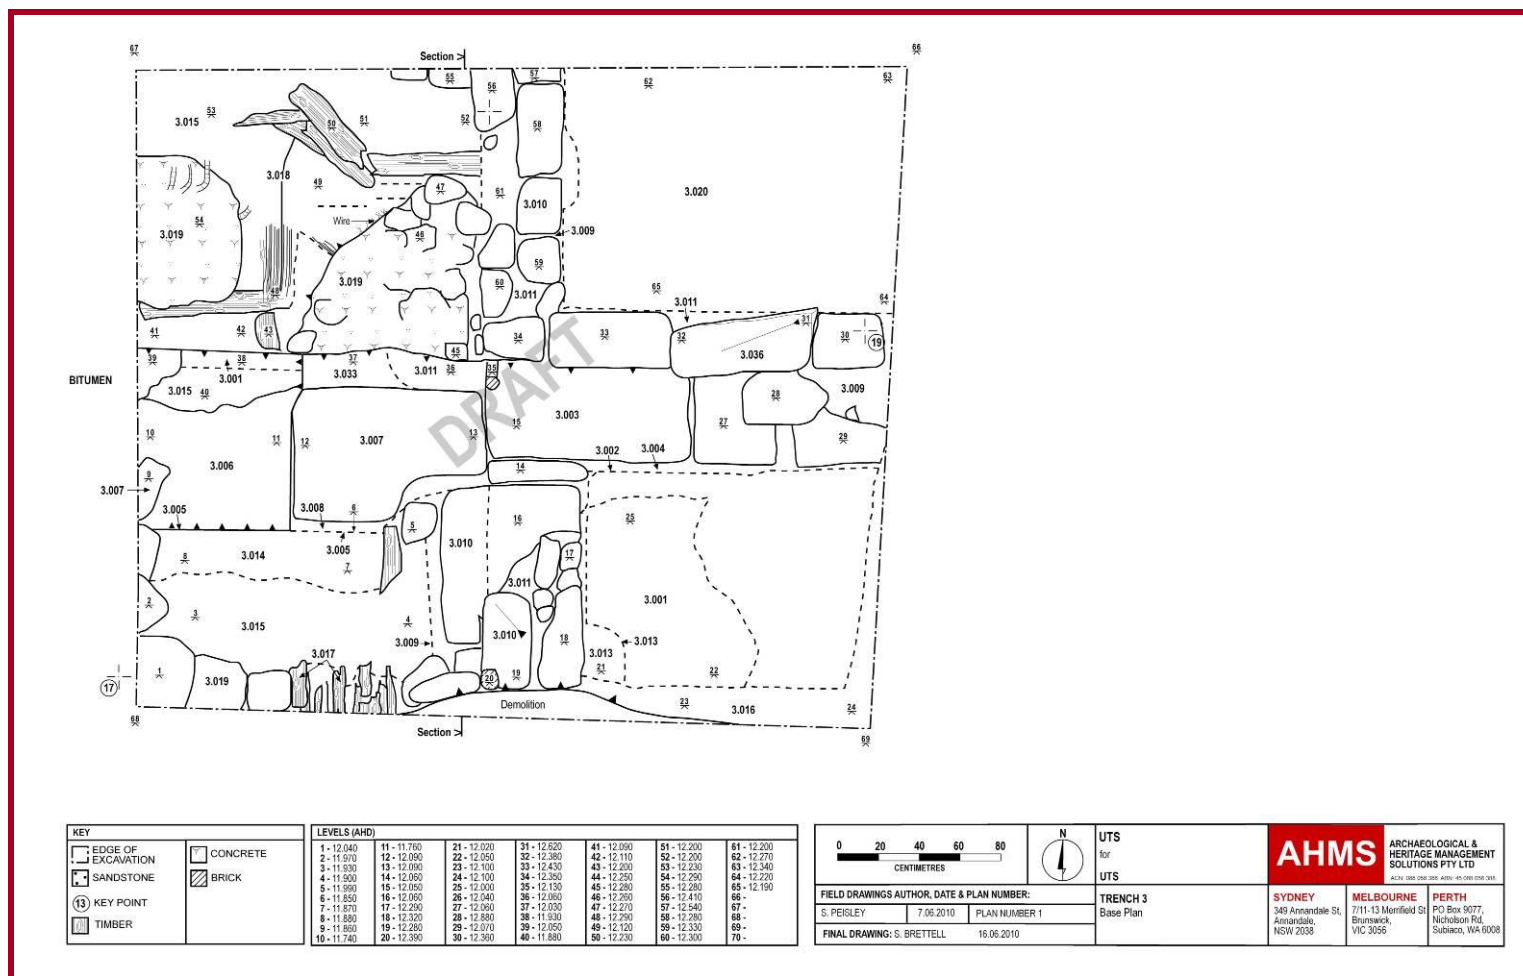 67
66
Section >
55
56
57
62
63
53
3.015
50
51
52
58
3.018
49
47
61
3.010
3.020
Wire
54
3.019
46
3.009
59
3.019
48
60
3.011
65
3.011
64
41
42
43
34
33
32
31
30
19
3.036
39
38
37
36
45
35
BITUMEN
3.001
3.033
3.011
3.015
40
28
3.009
DRAFT
3.003
15
27
10
11
12
3.007
13
29
3.002
3.004
3.006
14
9
3.007
3.005
3.008
6
5
16
25
3.005
3.010
3.014
8
7
17
3.011
2
3
4
3.001
3.015
3.009
3.010
18
3.013
3.013
3.017
1
3.019
20
19
21
22
17
Demolition
23
3.016
24
68
Section >
69
KEY
EDGE OF
EXCAVATION
CONCRETE
SANDSTONE
BRICK
13 KEY POINT
TIMBER
LEVELS (AHD)
1 - 12.040
2 - 11.970
3 - 11.930
4 - 11.900
5 - 11.990
6 - 11.850
7 - 11.870
8 - 11.880
9 - 11.860
10 - 11.740
11 - 11.760
12 - 12.090
13 - 12.090
14 - 12.060
15 - 12.050
16 - 12.060
17 - 12.290
18 - 12.320
19 - 12.280
20 - 12.390
21 - 12.020
22 - 12.050
23 - 12.100
24 - 12.100
25 - 12.000
26 - 12.040
27 - 12.060
28 - 12.880
29 - 12.070
30 - 12.360
31 - 12.620
32 - 12.380
33 - 12.430
34 - 12.350
35 - 12.130
36 - 12.060
37 - 12.030
38 - 11.930
39 - 12.050
40 - 11.880
41 - 12.090
42 - 12.110
43 - 12.200
44 - 12.250
45 - 12.280
46 - 12.260
47 - 12.270
48 - 12.290
49 - 12.120
50 - 12.230
51 - 12.200
52 - 12.200
53 - 12.230
54 - 12.290
55 - 12.280
56 - 12.410
57 - 12.540
58 - 12.280
59 - 12.330
60 - 12.300
61 - 12.200
62 - 12.270
63 - 12.340
64 - 12.220
65 - 12.190
66 -
67 -
68 -
69 -
70 -
0 20 40 60 80
CENTIMETRES
N
FIELD DRAWINGS AUTHOR, DATE & PLAN NUMBER:
S. PEISLEY 7.06.2010 PLAN NUMBER 1
FINAL DRAWING: S. BRETTELL 16.06.2010
UTS
for
UTS
TRENCH 3
Base Plan
AHMS
ARCHAEOLOGICAL &
HERITAGE MANAGEMENT
SOLUTIONS PTY LTD
SYDNEY
349 Annandale St,
Annandale,
NSW 2038
MELBOURNE
7/11-13 Merrifield St
Brunswick,
VIC 3056
PERTH
PO Box 9077,
Nicholson Rd,
Subiaco, WA 6008